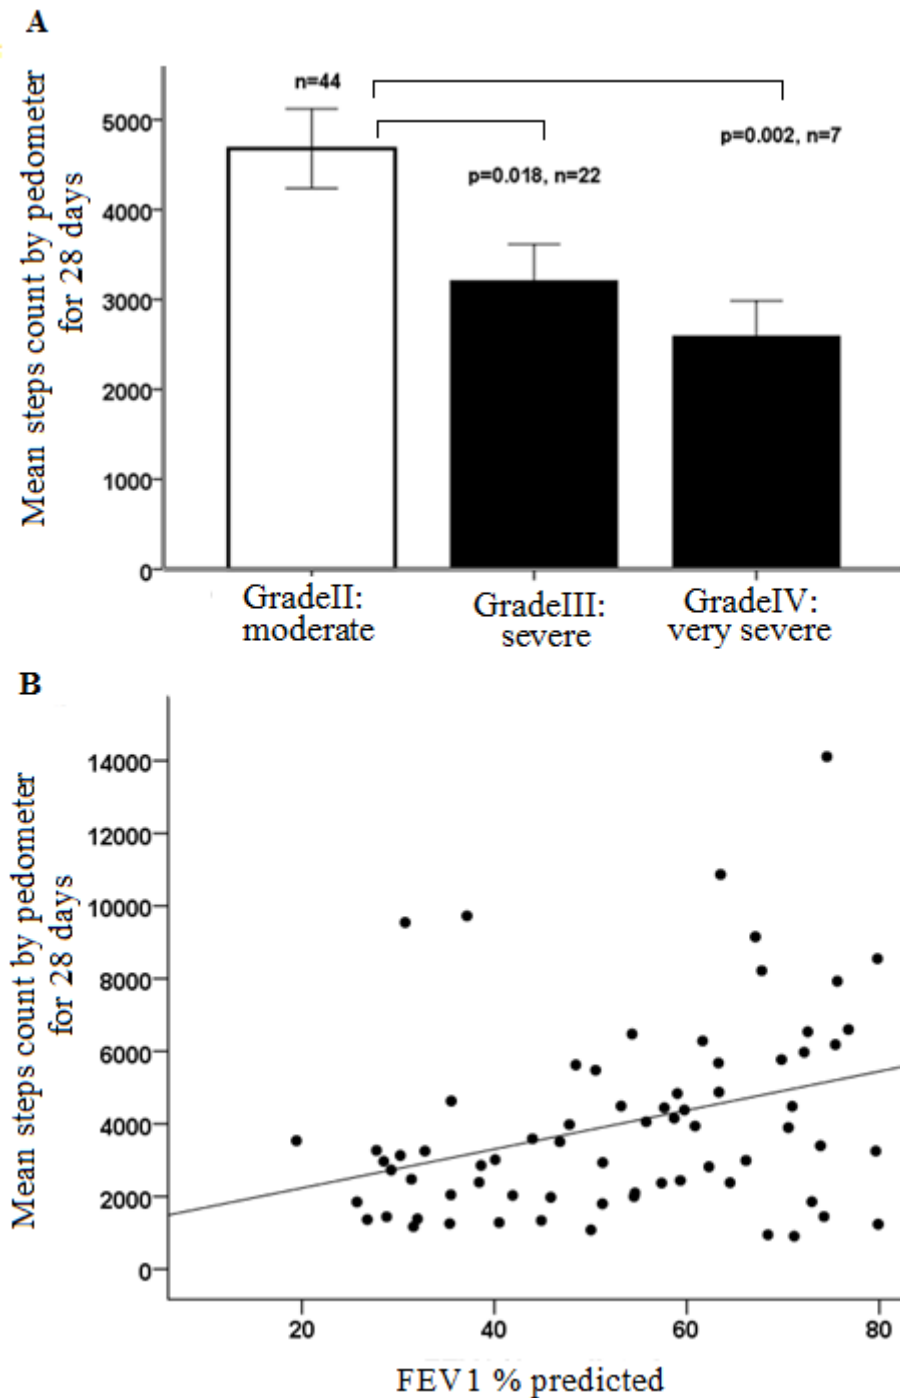 A
Mean steps count by pedometer
for 28 days
5000
4000
3000
2000
1000
0
n=44
p=0.018, n=22
p=0.002, n=7
GradeII:
moderate
GradeIII:
severe
GradeIV:
very severe
B
Mean steps count by pedometer
for 28 days
14000
12000
10000
8000
6000
4000
2000
0
20 40 60 80
FEV1 % predicted